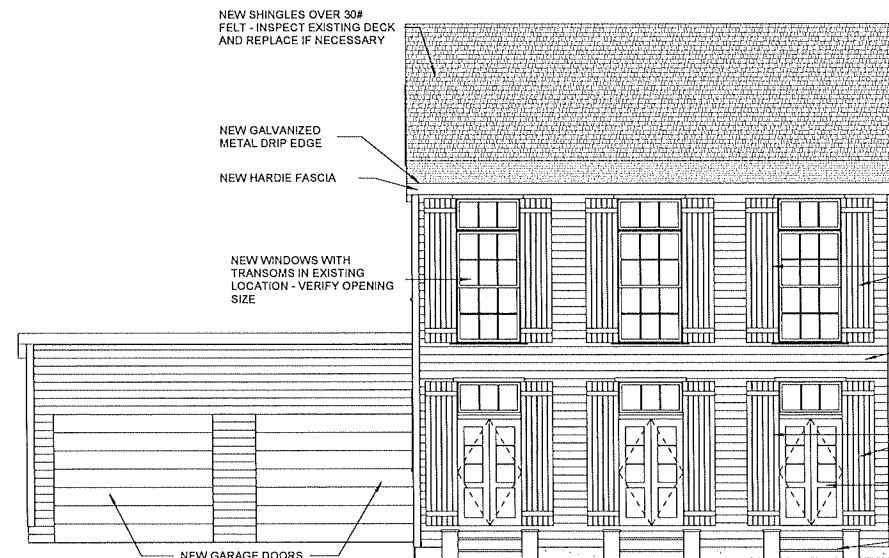 NEW SHINGLES OVER 30#
FELT - INSPECT EXISTING DECK
AND REPLACE IF NECESSARY
NEW GALVANIZED
METAL DRIP EDGE
NEW HARDIE FASCIA
NEW WINDOWS WITH
TRANSOMS IN EXISTING
LOCATION - VERIFY OPENING
SIZE
NEW GARAGE DOORS